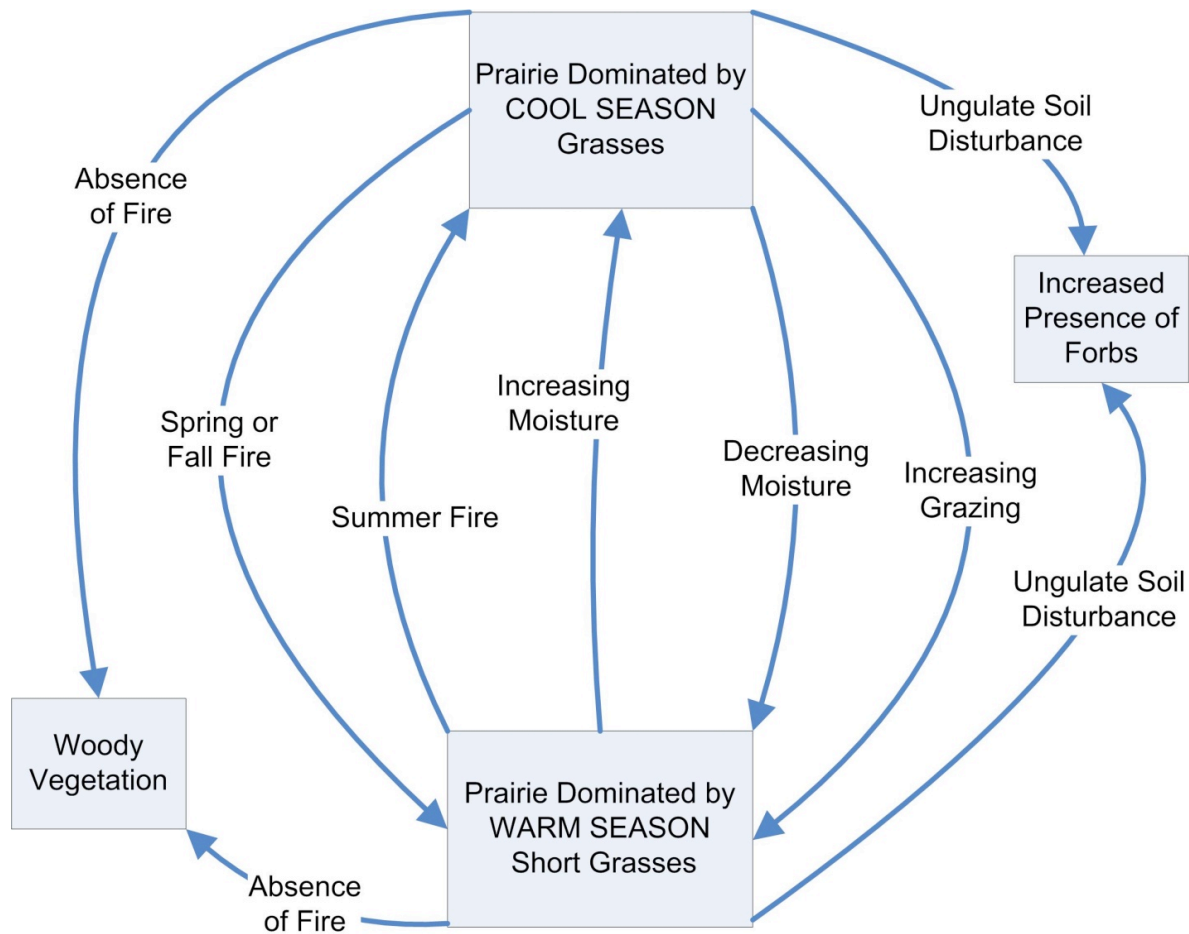 Prairie Dominated by
COOL SEASON
Grasses
Ungulate Soil
Disturbance
Absence
of Fire
Increased
Presence of
Forbs
Spring or
Fall Fire
Summer Fire
Increasing
Moisture
Decreasing
Moisture
Increasing
Grazing
Ungulate Soil
Disturbance
Woody
Vegetation
Prairie Dominated by
WARM SEASON
Short Grasses
Absence
of Fire